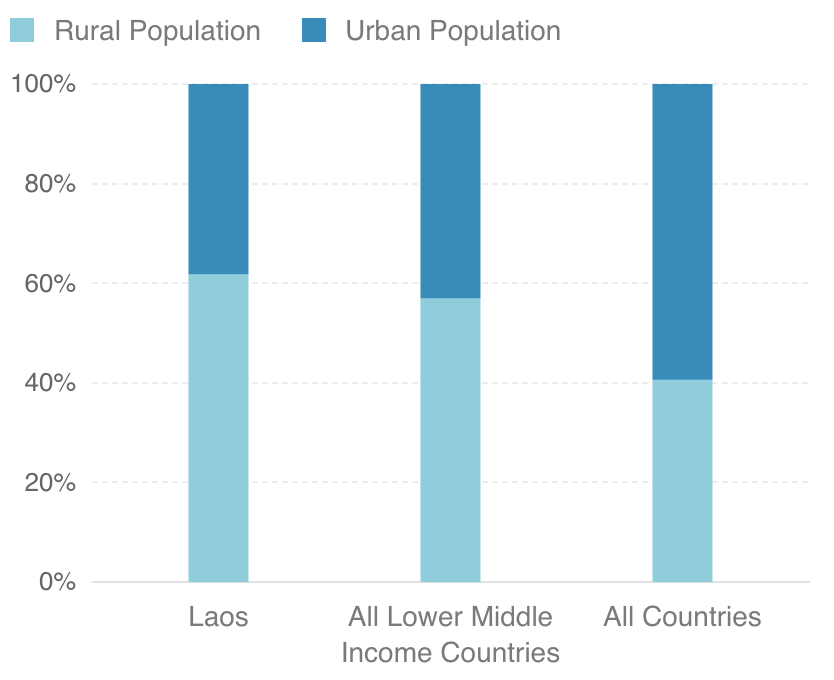 Rural Population
Urban Population
100%
80%
60%
40%
20%
0%
Laos
All Lower Middle
Income Countries
All Countries